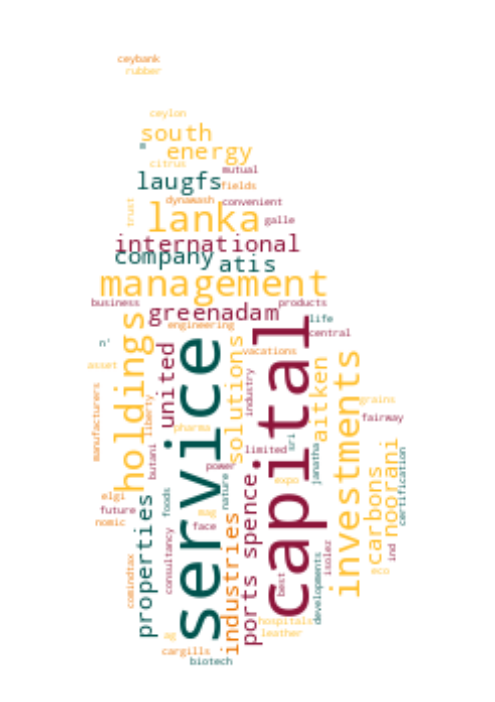 ceybank
rubber
ceylon
south
m
energy
citrus
mutual
laugfs
fields
dynawash
convenient
trust
lanka
galle
international
company
atis
management
business
products
greenadam
life
engineering
central
n'
holdings
united
service
solutions
vacations
capital
asset
industry
aitken
investments
manufacturers
liberty
grains
pharma
fairway
butani
limited
sri
janatha
noorani
carbons
certification
power
nature
expo
elgi
future
nomic
properties
foods
mag
face
spence
industries
ports
consultancy
isolez
ind
eco
comindtax
best
developments
hospitals
ag
leather
cargills
biotech